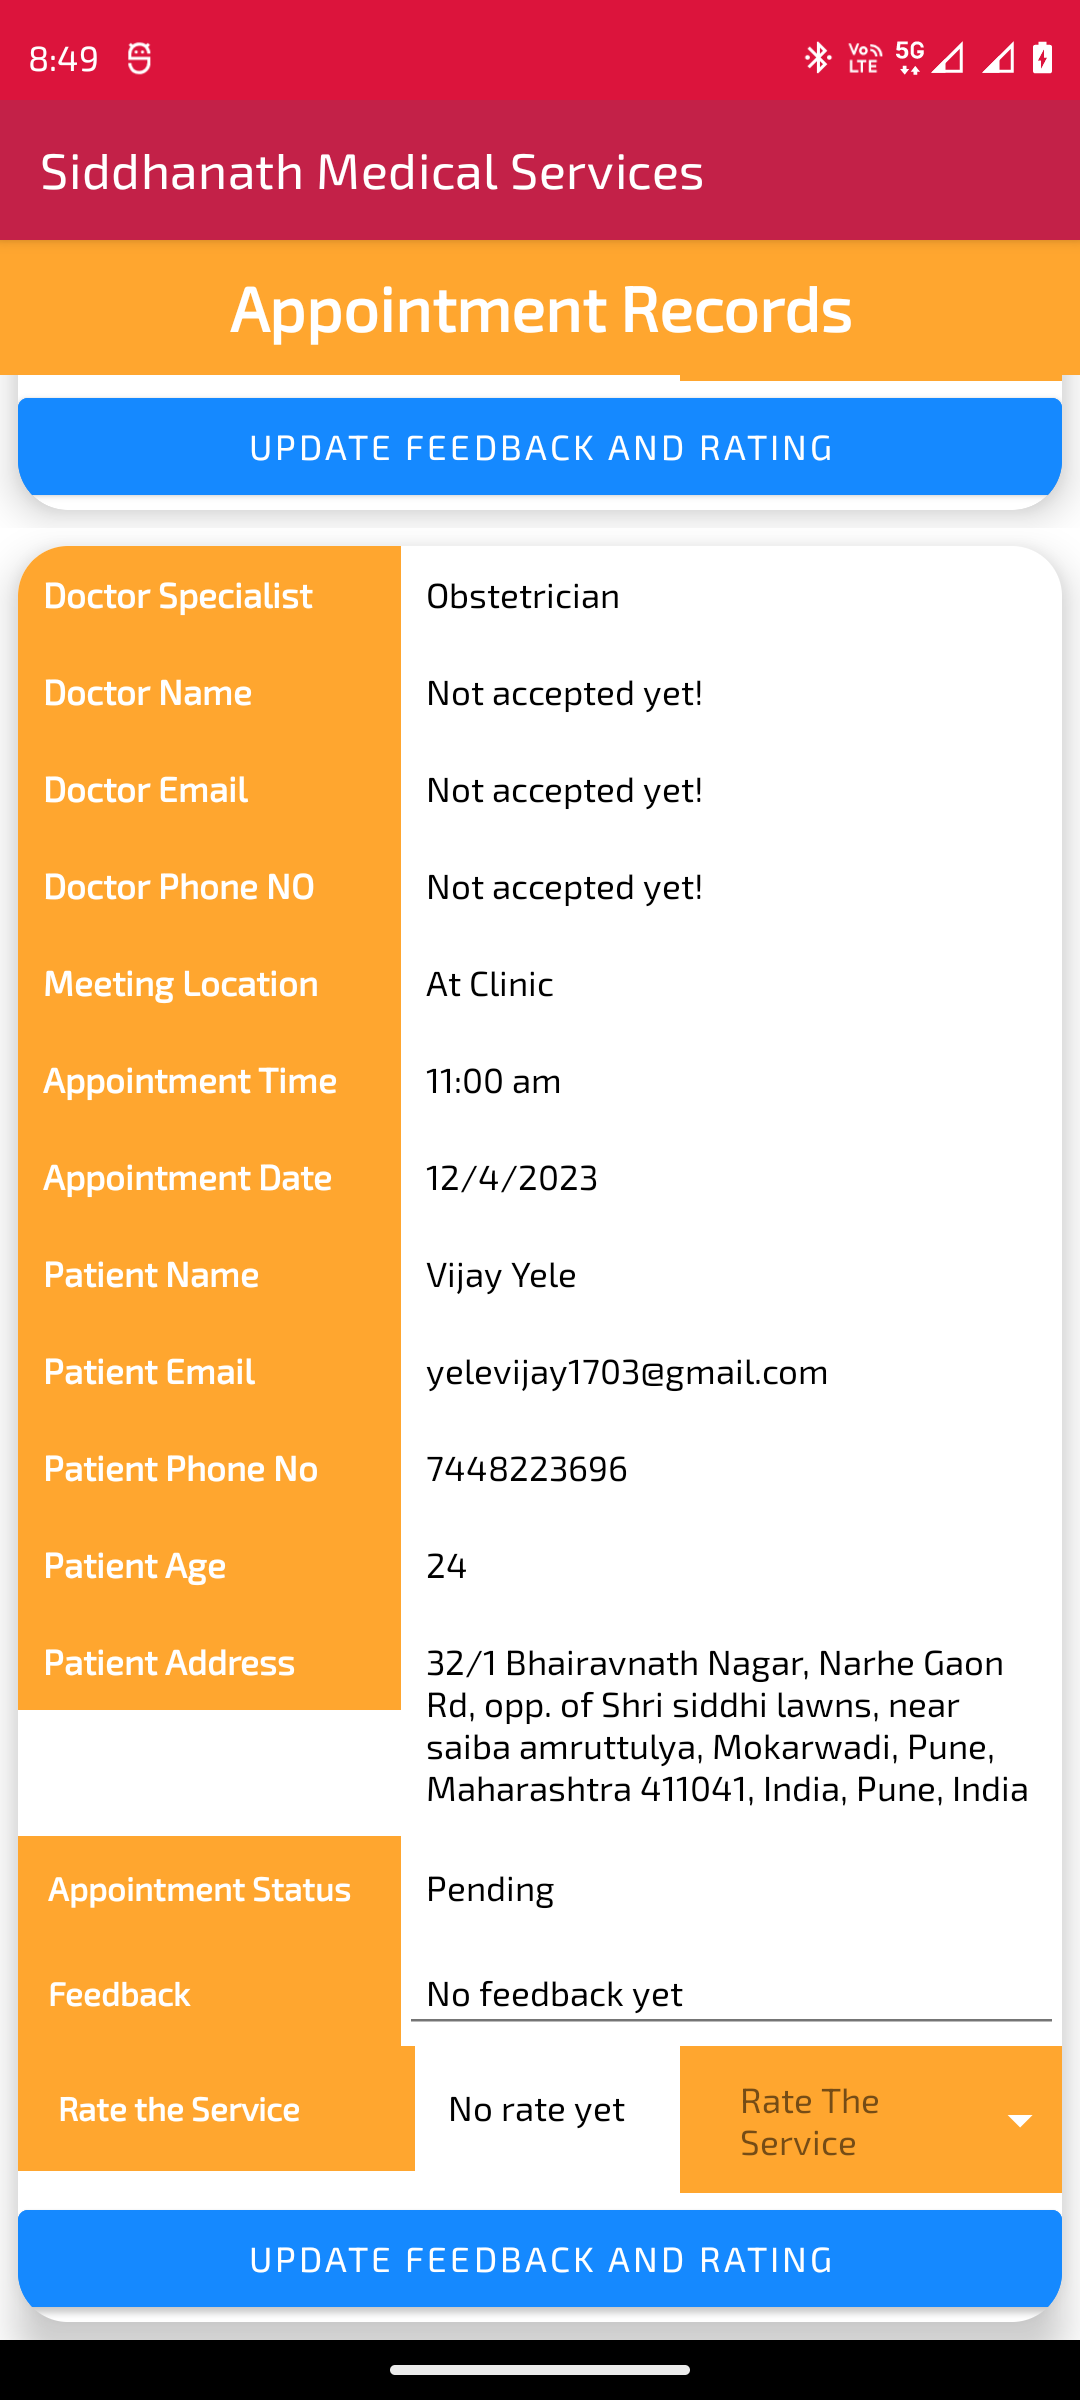 8:49
Vo LTE 5G
Siddhanath Medical Services
Appointment Records
UPDATE FEEDBACK AND RATING
Doctor Specialist Obstetrician
Doctor Name Not accepted yet!
Doctor Email Not accepted yet!
Doctor Phone NO Not accepted yet!
Meeting Location At Clinic
Appointment Time 11:00 am
Appointment Date 12/4/2023
Patient Name Vijay Yele
Patient Email yelevijay1703@gmail.com
Patient Phone No 7448223696
Patient Age 24
Patient Address 32/1 Bhairavnath Nagar, Narhe Gaon
Rd, opp. of Shri siddhi lawns, near
saiba amruttulya, Mokarwadi, Pune,
Maharashtra 411041, India, Pune, India
Appointment Status Pending
Feedback No feedback yet
Rate the Service No rate yet Rate The
Service
UPDATE FEEDBACK AND RATING